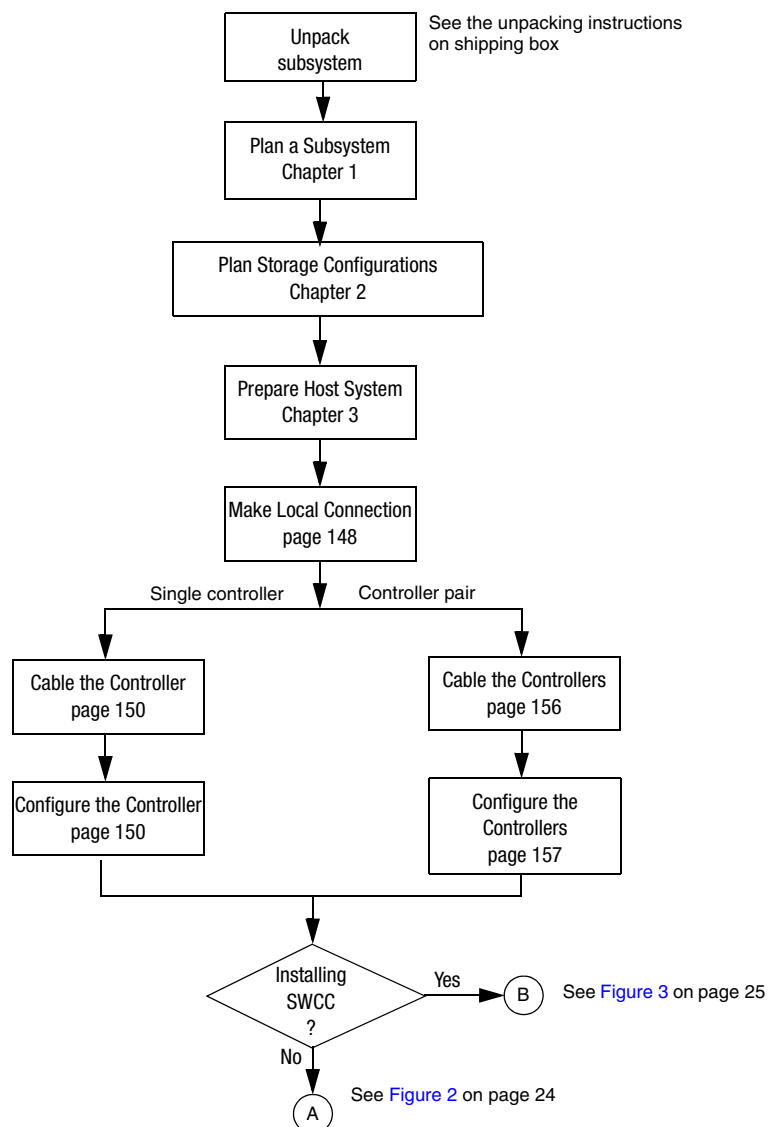 Unpack
subsystem
See the unpacking instructions
on shipping box
Plan a Subsystem
Chapter 1
Plan Storage Configurations
Chapter 2
Prepare Host System
Chapter 3
Make Local Connection
page 148
Single controller
Controller pair
Cable the Controller
page 150
Cable the Controllers
page 156
Configure the Controller
page 150
Configure the
Controllers
page 157
Installing
SWCC
?
Yes
B
See Figure 3 on page 25
No
A
See Figure 2 on page 24